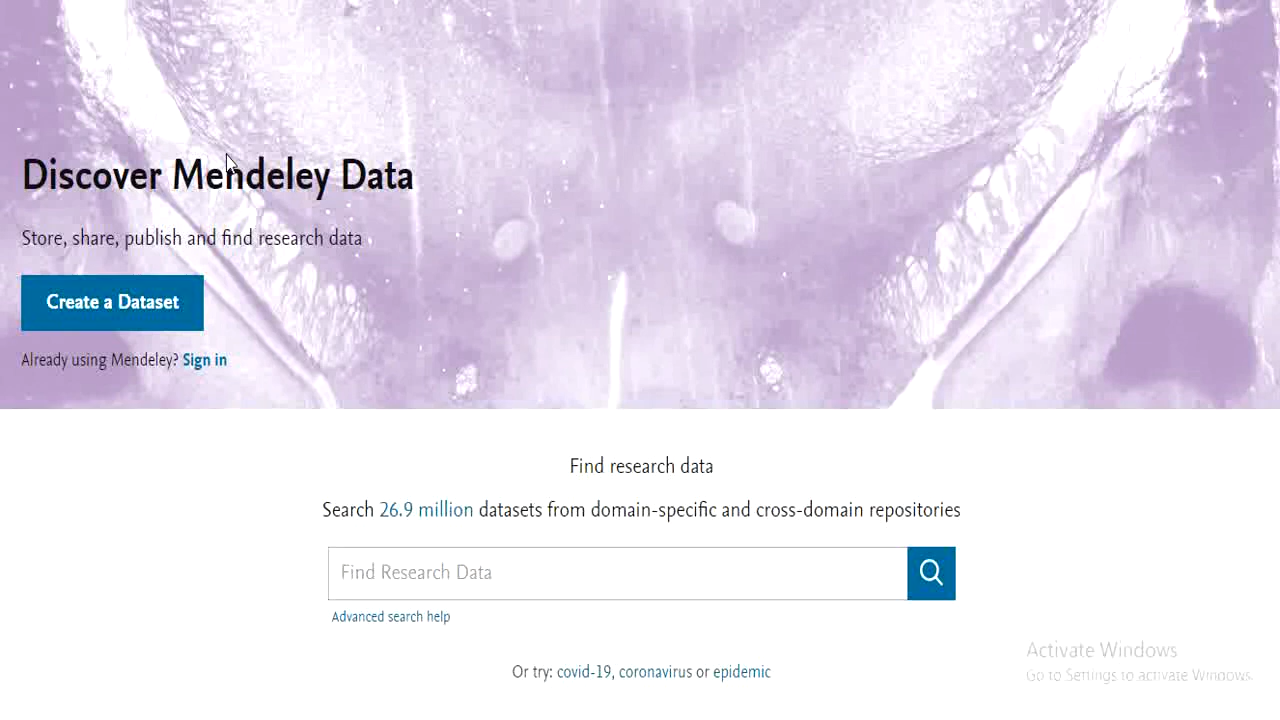 Discover Mendeley Data
Store, share, publish and find research data
Create a Dataset
Already using Mendeley? Sign in
Find research data
Search 26.9 million datasets from domain-specific and cross-domain repositories
Find Research Data
Advanced search help
Or try: covid-19, coronavirus or epidemic
Activate Windows
Go to Settings to activate Windows.